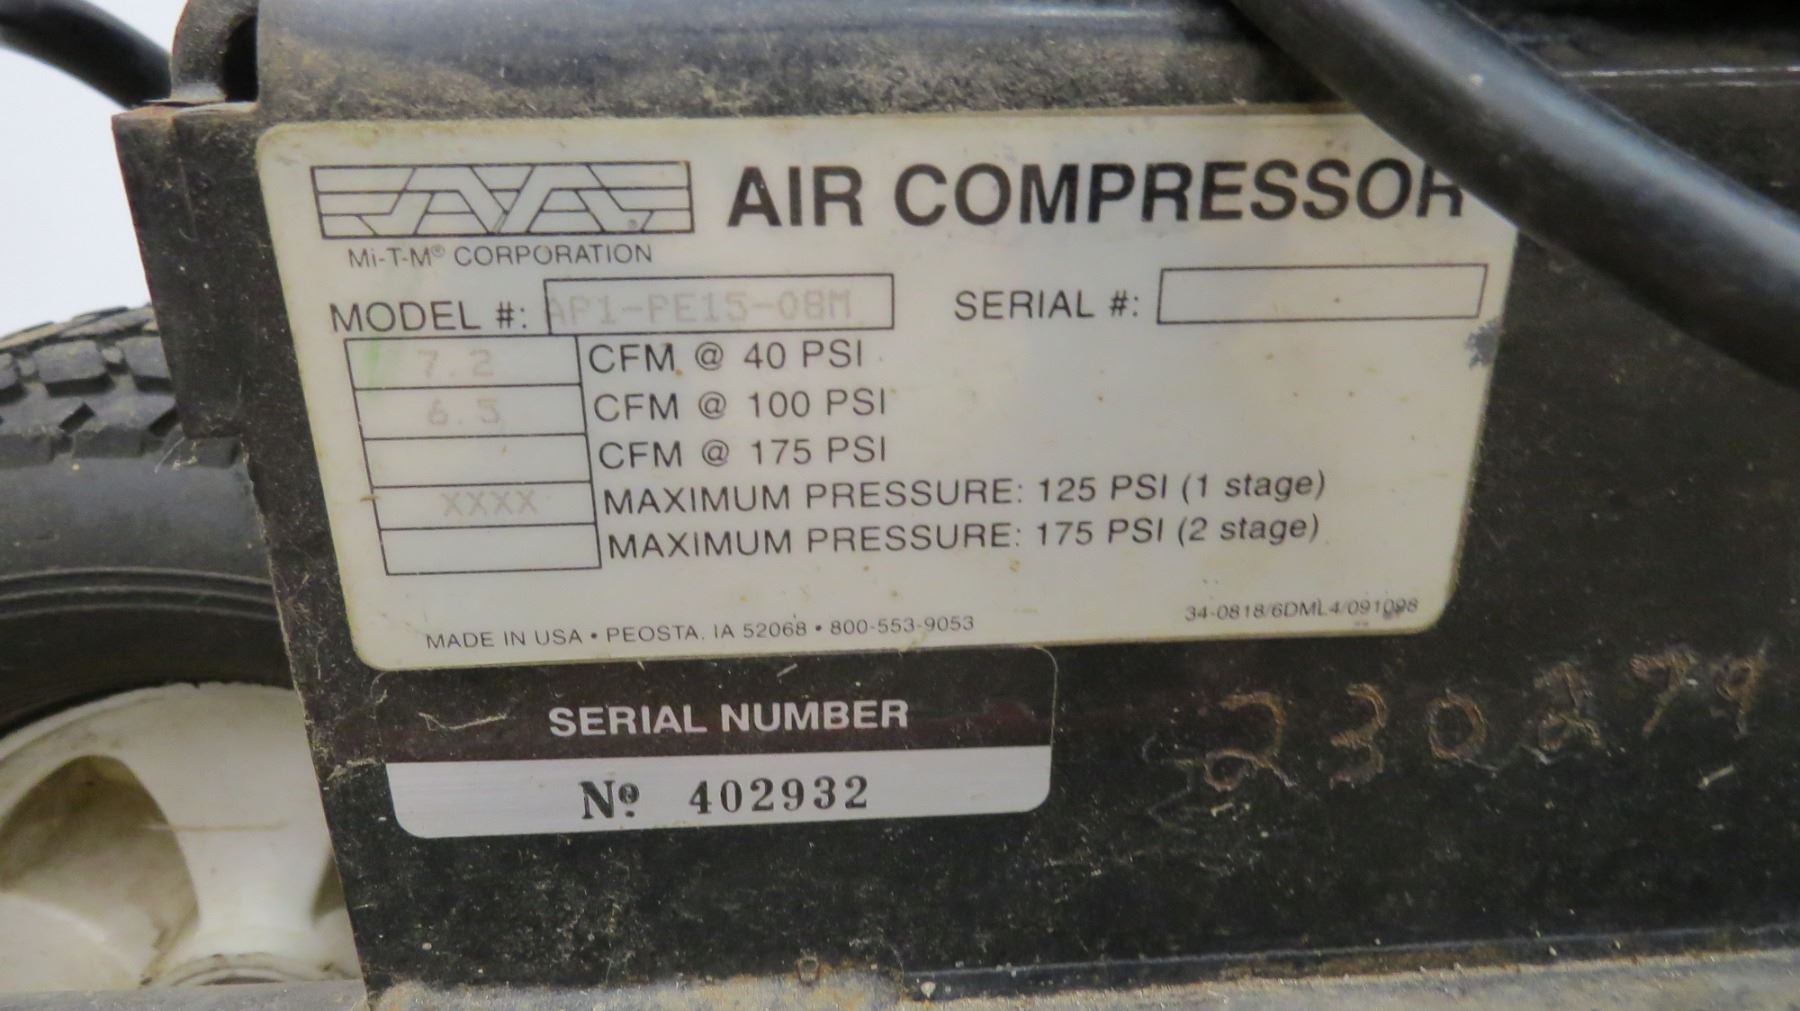 AIR COMPRESSOR
Mi-T-M® CORPORATION
MODEL #: AP1-PE15-08M SERIAL #:
7.2 CFM @ 40 PSI
6.5 CFM @ 100 PSI
CFM @ 175 PSI
XXXX MAXIMUM PRESSURE: 125 PSI (1 stage)
MAXIMUM PRESSURE: 175 PSI (2 stage)
34-0818/6DML4/091098
MADE IN USA • PEOSTA, IA 52068 • 800-553-9053
SERIAL NUMBER
Nº 402932
230279